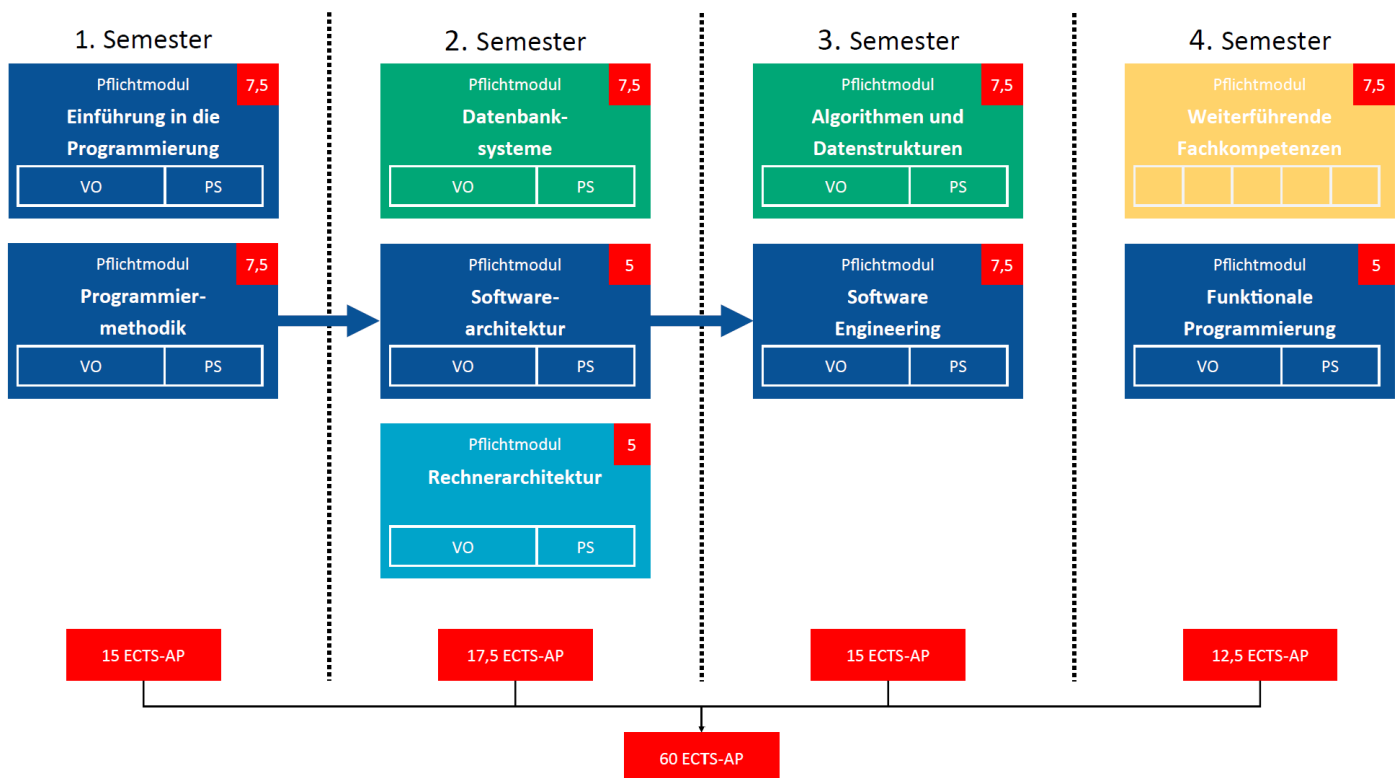 1. Semester
Pflichtmodul
7,5
Einführung in die
Programmierung
VO
PS
Pflichtmodul
7,5
Programmier-
methodik
VO
PS
15 ECTS-AP
2. Semester
Pflichtmodul
7,5
Datenbank-
systeme
VO
PS
Pflichtmodul
5
Software-
architektur
VO
PS
Pflichtmodul
5
Rechnerarchitektur
VO
PS
17,5 ECTS-AP
3. Semester
Pflichtmodul
7,5
Algorithmen und
Datenstrukturen
VO
PS
Pflichtmodul
7,5
Software
Engineering
VO
PS
15 ECTS-AP
4. Semester
Pflichtmodul
7,5
Weiterführende
Fachkompetenzen
Pflichtmodul
5
Funktionale
Programmierung
VO
PS
12,5 ECTS-AP
60 ECTS-AP